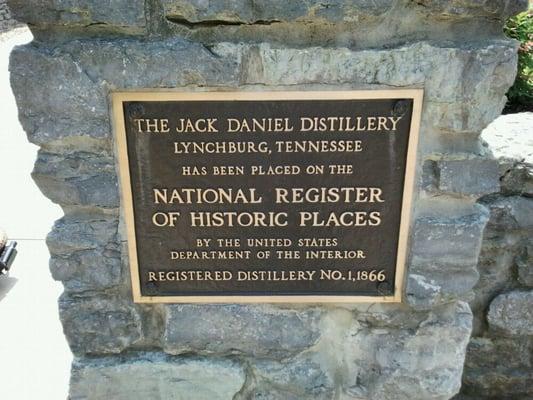 THE JACK DANIEL DISTILLERY
LYNCHBURG, TENNESSEE
HAS BEEN PLACED ON THE
NATIONAL REGISTER
OF HISTORIC PLACES
BY THE UNITED STATES
DEPARTMENT OF THE INTERIOR
REGISTERED DISTILLERY NO. 1, 1866